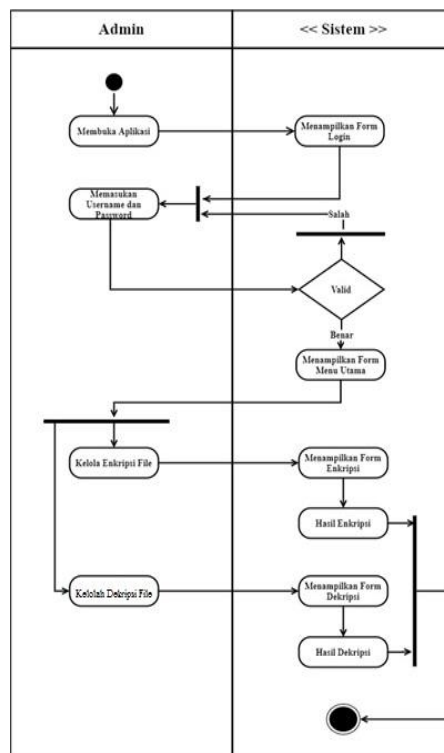 Admin
<< Sistem >>
Membuka Aplikasi
Menampilkan Form
Login
Memasukan
Username dan
Password
Salah
Valid
Benar
Menampilkan Form
Menu Utama
Kelola Enkripsi File
Menampilkan Form
Enkripsi
Hasil Enkripsi
Kelolah Dekripsi File
Menampilkan Form
Dekripsi
Hasil Dekripsi